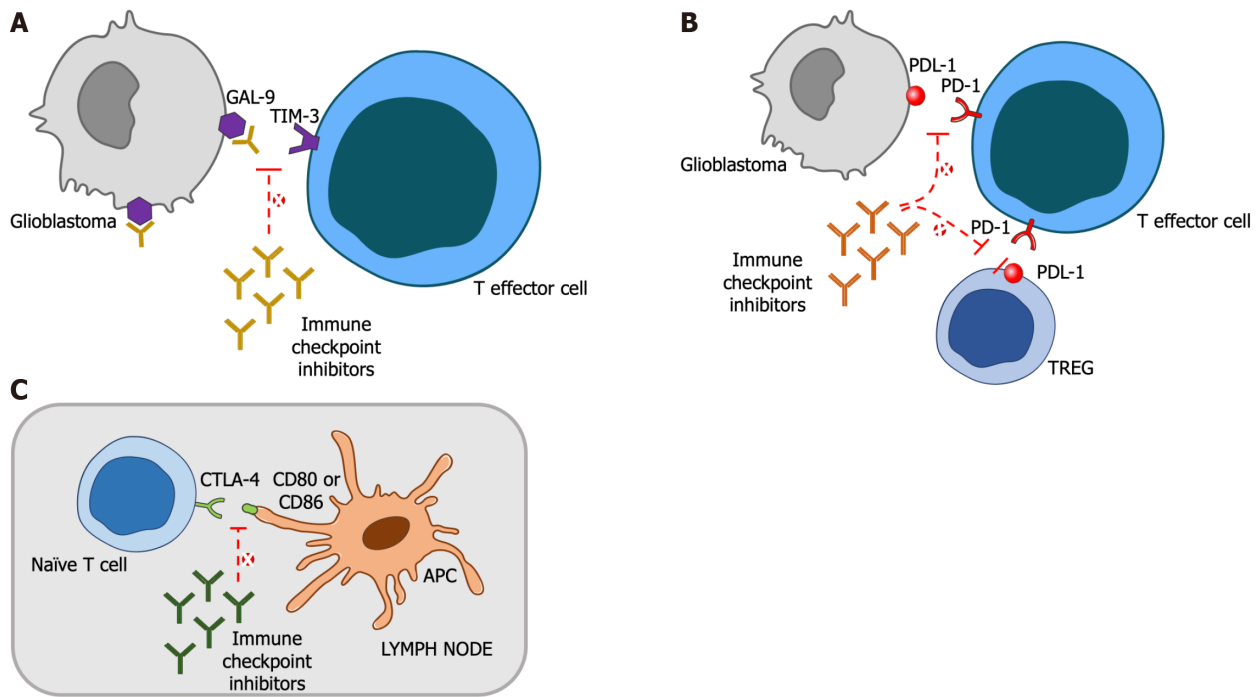 A
GAL-9
TIM-3
Glioblastoma
T effector cell
Immune
checkpoint
inhibitors
B
PDL-1
PD-1
Glioblastoma
T effector cell
PD-1
Immune
checkpoint
inhibitors
PDL-1
TREG
C
CTLA-4
CD80 or
CD86
Naïve T cell
APC
Immune
checkpoint
inhibitors
LYMPH NODE